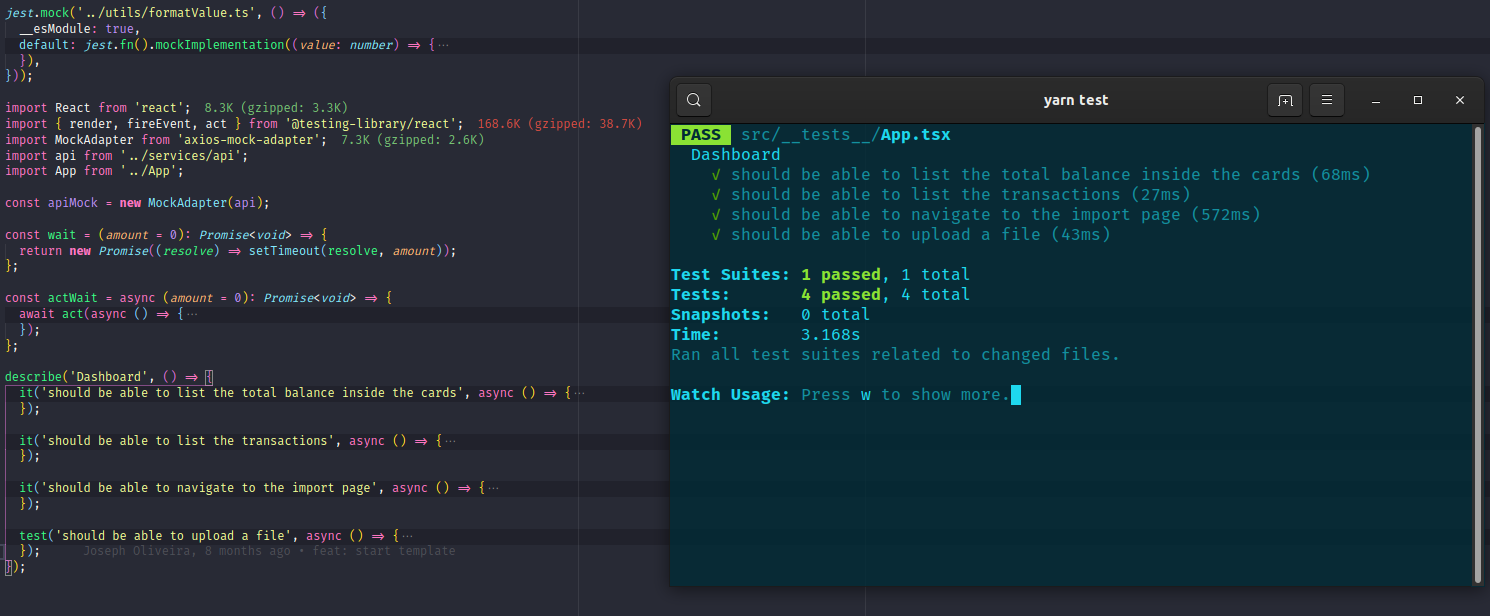 jest.mock('../utils/formatValue.ts', () => ({
  __esModule: true,
  default: jest.fn().mockImplementation((value: number) => {···
  }),
}));

import React from 'react';  8.3K (gzipped: 3.3K)
import { render, fireEvent, act } from '@testing-library/react';  168.6K (gzipped: 38.7K)
import MockAdapter from 'axios-mock-adapter';  7.3K (gzipped: 2.6K)
import api from '../services/api';
import App from '../App';

const apiMock = new MockAdapter(api);

const wait = (amount = 0): Promise<void> => {
  return new Promise((resolve) => setTimeout(resolve, amount));
};

const actWait = async (amount = 0): Promise<void> => {
  await act(async () => {···
  });
};

describe('Dashboard', () => {
  it('should be able to list the total balance inside the cards', async () => {···
  });

  it('should be able to list the transactions', async () => {···
  });

  it('should be able to navigate to the import page', async () => {···
  });

  test('should be able to upload a file', async () => {···
  });      Joseph Oliveira, 8 months ago • feat: start template
});

yarn test
PASS src/__tests__/App.tsx
  Dashboard
    √ should be able to list the total balance inside the cards (68ms)
    √ should be able to list the transactions (27ms)
    √ should be able to navigate to the import page (572ms)
    √ should be able to upload a file (43ms)

Test Suites: 1 passed, 1 total
Tests:       4 passed, 4 total
Snapshots:   0 total
Time:        3.168s
Ran all test suites related to changed files.

Watch Usage: Press w to show more.